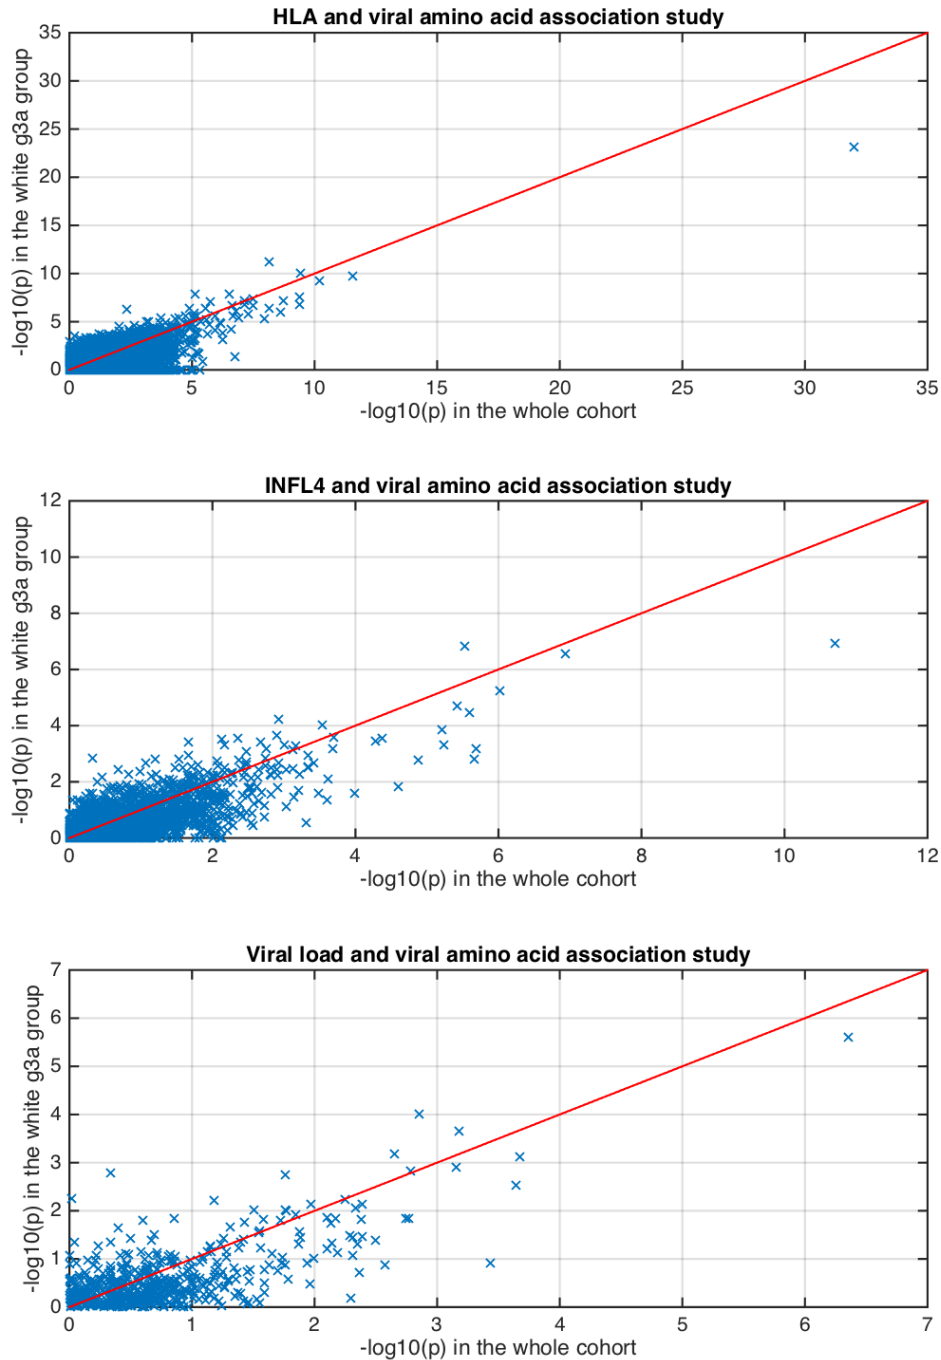 HLA and viral amino acid association study
35
30
25
20
15
10
5
0
-log10(p) in the white g3a group
0 5 10 15 20 25 30 35
-log10(p) in the whole cohort
INFL4 and viral amino acid association study
12
10
8
6
4
2
0
-log10(p) in the white g3a group
0 2 4 6 8 10 12
-log10(p) in the whole cohort
Viral load and viral amino acid association study
7
6
5
4
3
2
1
0
-log10(p) in the white g3a group
0 1 2 3 4 5 6 7
-log10(p) in the whole cohort